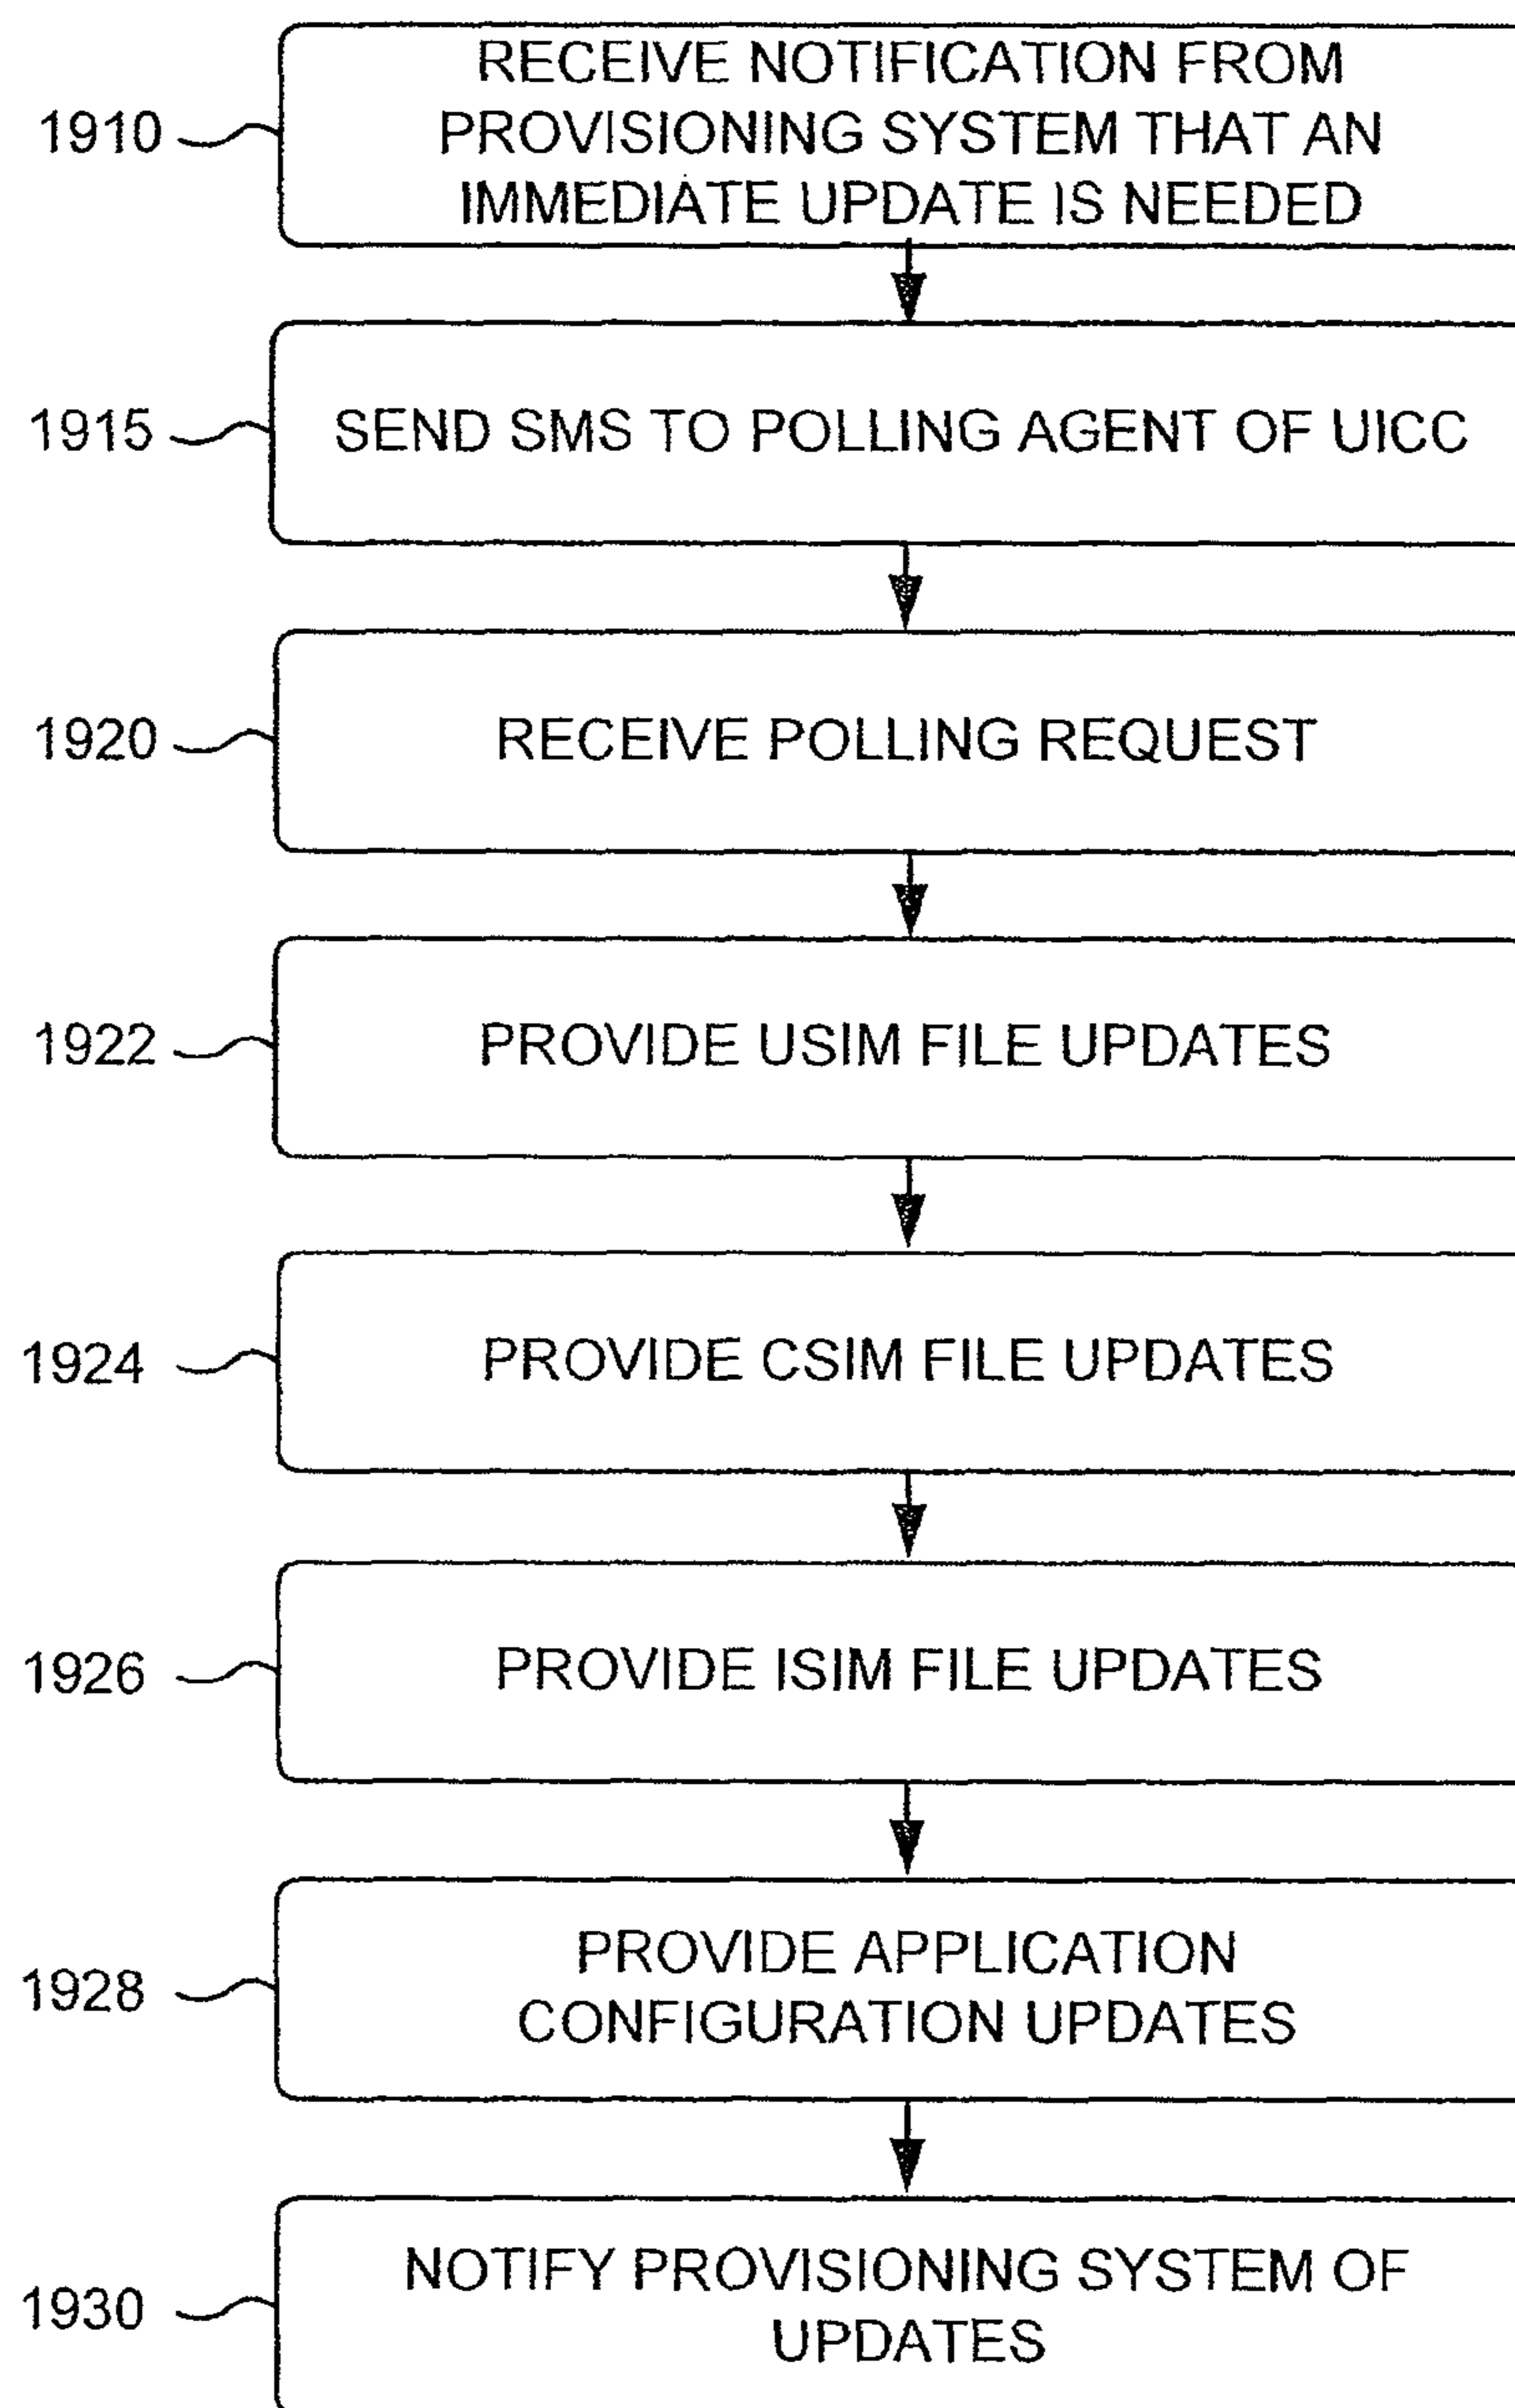 1910
RECEIVE NOTIFICATION FROM
PROVISIONING SYSTEM THAT AN
IMMEDIATE UPDATE IS NEEDED
1915
SEND SMS TO POLLING AGENT OF UICC
1920
RECEIVE POLLING REQUEST
1922
PROVIDE USIM FILE UPDATES
1924
PROVIDE CSIM FILE UPDATES
1926
PROVIDE ISIM FILE UPDATES
1928
PROVIDE APPLICATION
CONFIGURATION UPDATES
1930
NOTIFY PROVISIONING SYSTEM OF
UPDATES